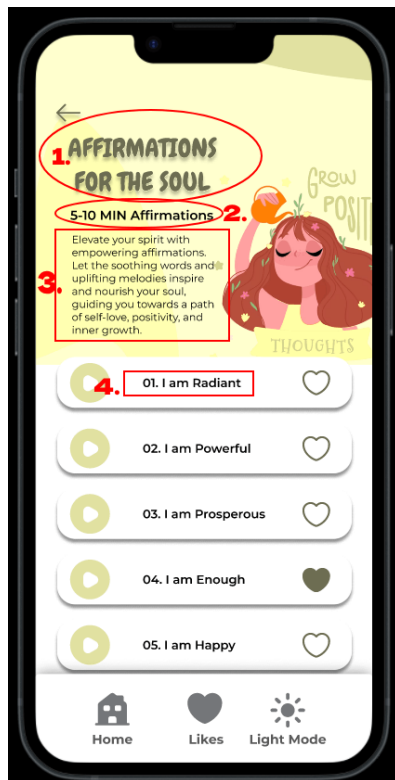 1. AFFIRMATIONS
FOR THE SOUL
5-10 MIN Affirmations 2.
3. Elevate your spirit with
empowering affirmations.
Let the soothing words and
uplifting melodies inspire
and nourish your soul,
guiding you towards a path
of self-love, positivity, and
inner growth.
GROW
POSITI
THOUGHTS
4. 01. I am Radiant
02. I am Powerful
03. I am Prosperous
04. I am Enough
05. I am Happy
Home Likes Light Mode